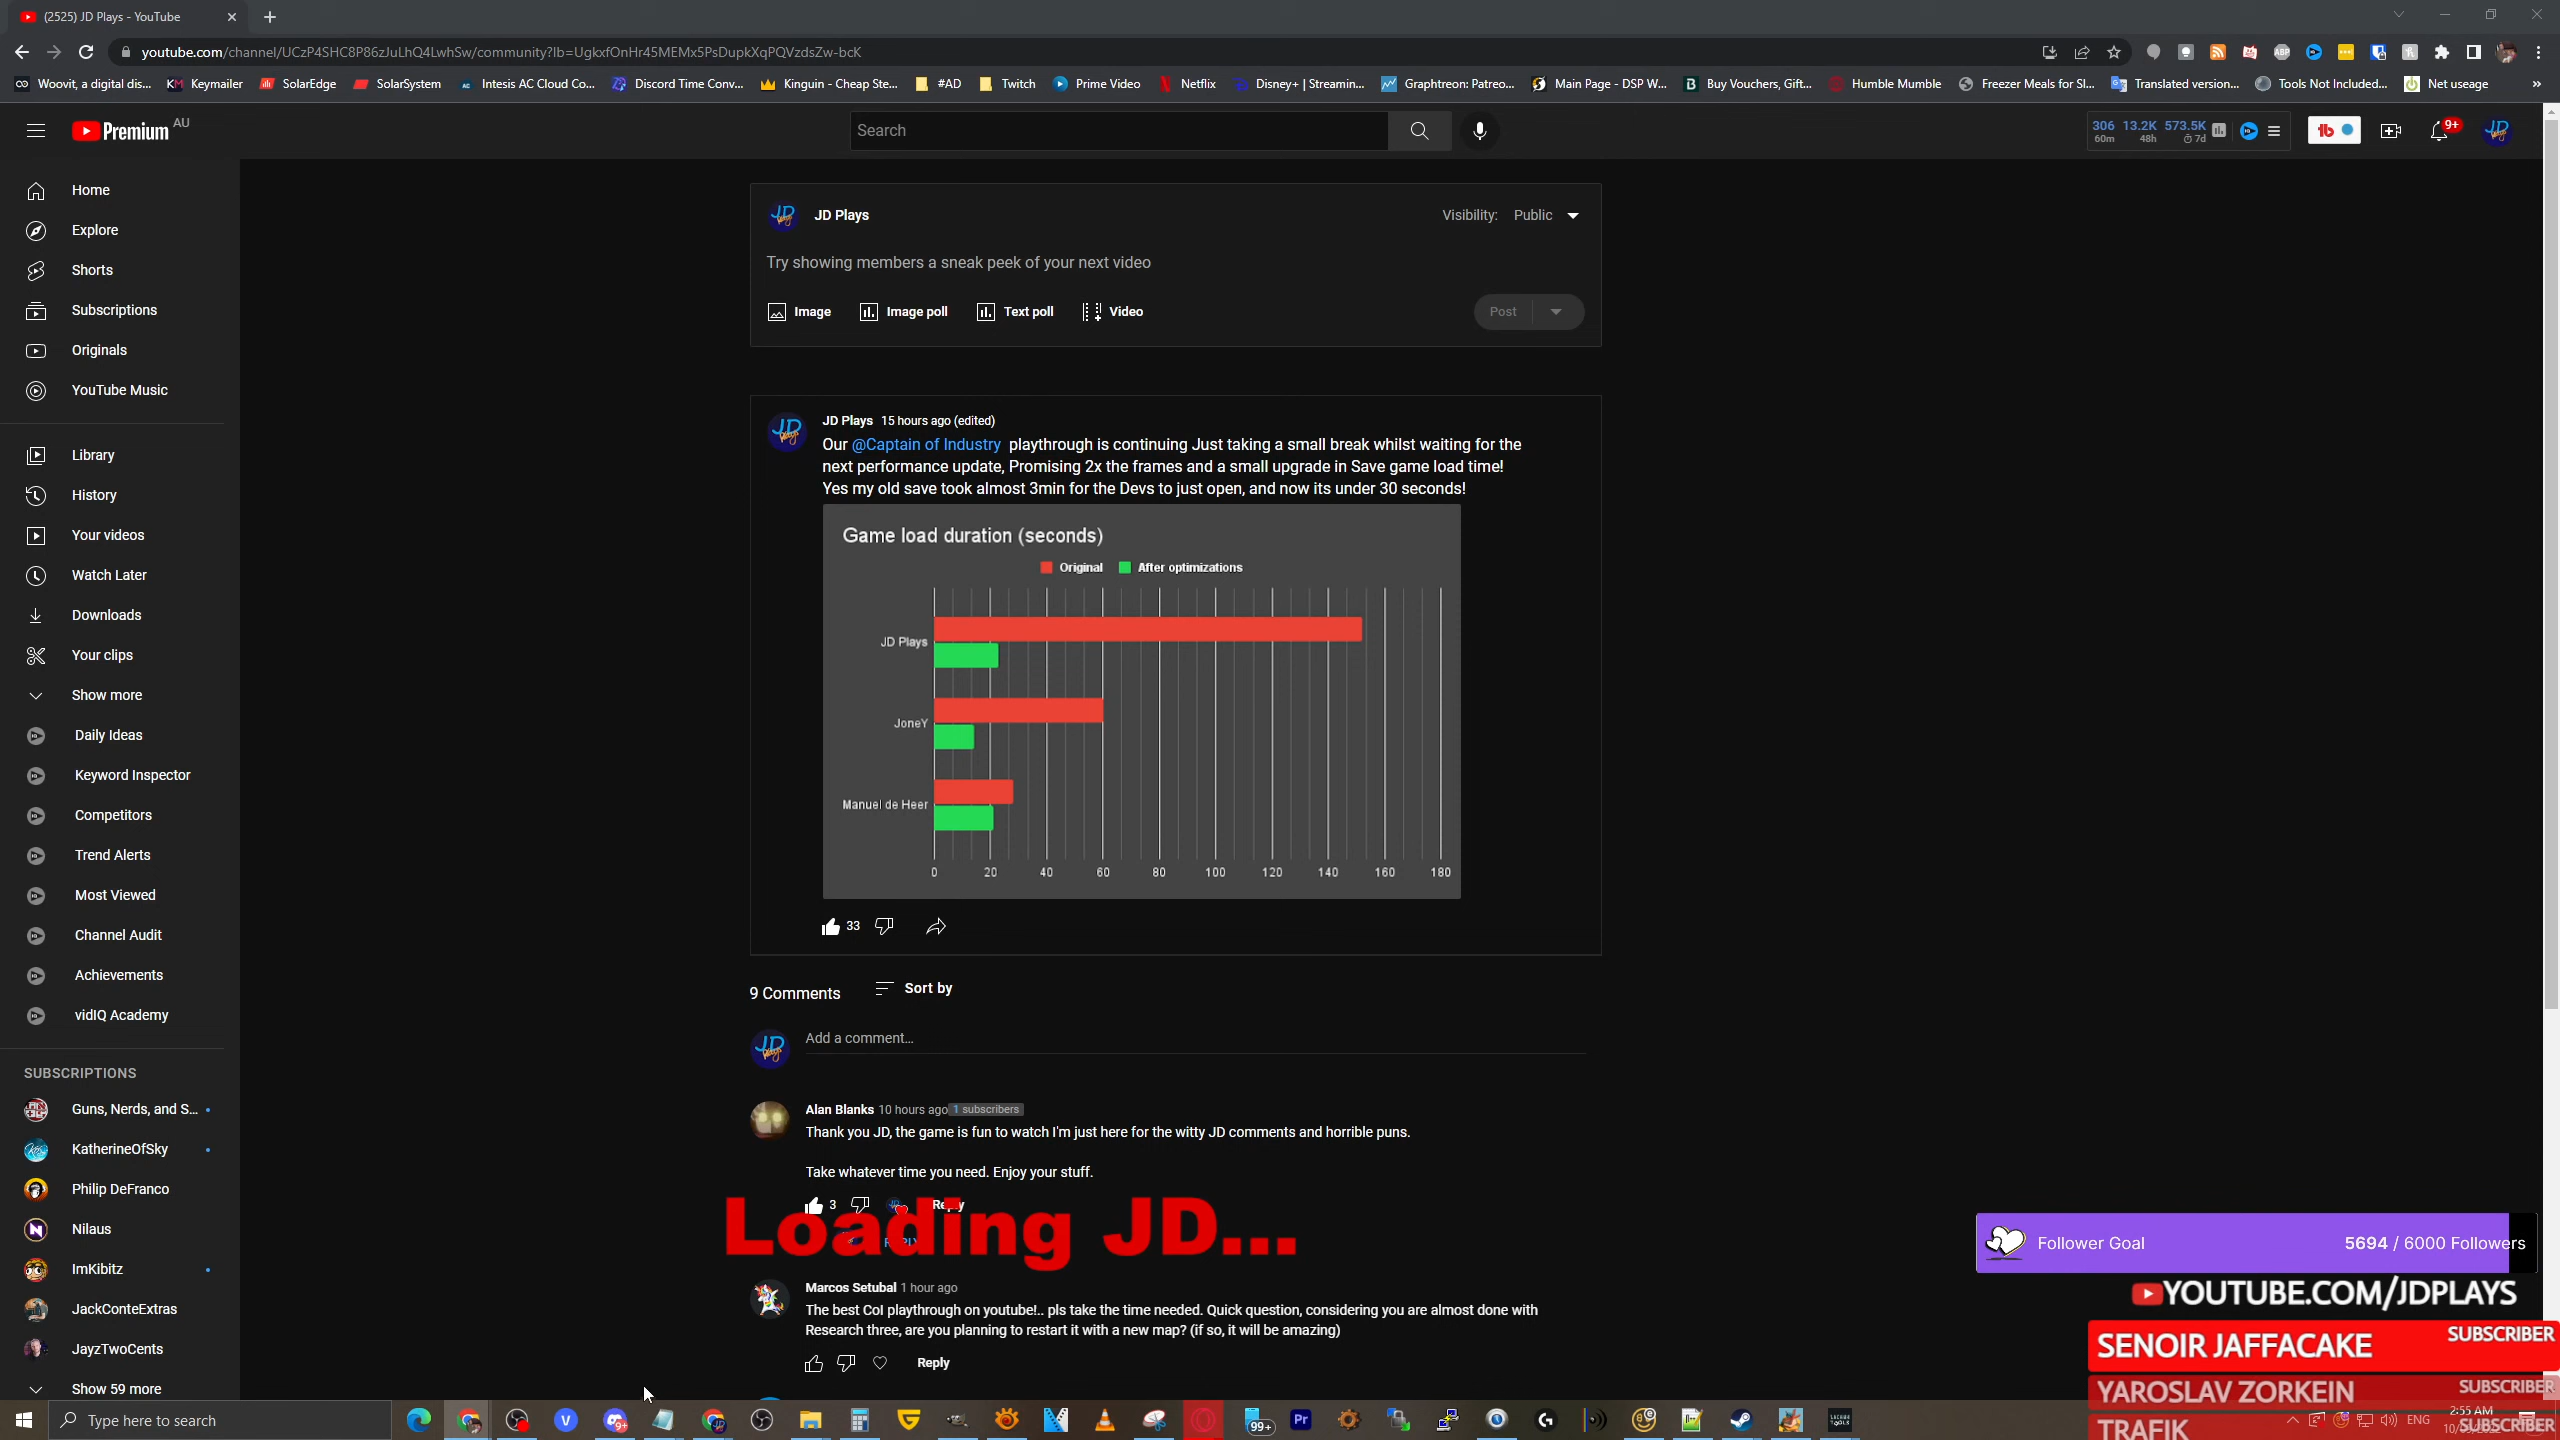 (2525) JD Plays - YouTube
youtube.com/channel/UCzP4SHC8P86zJuLhQ4LwhSw/community?lb=UgkxfOnHr45MEMx5PsDupkXqPQVzdsZw-bcK
Woovit, a digital dis... Keymailer SolarEdge SolarSystem Intesis AC Cloud Co... Discord Time Conv... Kinguin - Cheap Ste... #AD Twitch Prime Video Netflix Disney+ | Streamin... Graphtreon: Patreo... Main Page - DSP W... Buy Vouchers, Gift... Humble Mumble Freezer Meals for Sl... Translated version... Tools Not Included... Net useage
Premium AU
Search
306 13.2K 573.5K
60m 48h 7d
9+
Home
Explore
Shorts
Subscriptions
Originals
YouTube Music
Library
History
Your videos
Watch Later
Downloads
Your clips
Show more
Daily Ideas
Keyword Inspector
Competitors
Trend Alerts
Most Viewed
Channel Audit
Achievements
vidIQ Academy
SUBSCRIPTIONS
Guns, Nerds, and S...
KatherineOfSky
Philip DeFranco
Nilaus
ImKibitz
JackConteExtras
JayzTwoCents
Show 59 more
JD Plays Visibility: Public
Try showing members a sneak peek of your next video
Image Image poll Text poll Video Post
JD Plays 15 hours ago (edited)
Our @Captain of Industry playthrough is continuing Just taking a small break whilst waiting for the
next performance update, Promising 2x the frames and a small upgrade in Save game load time!
Yes my old save took almost 3min for the Devs to just open, and now its under 30 seconds!
Game load duration (seconds)
Original After optimizations
JD Plays
JoneY
Manuel de Heer
0 20 40 60 80 100 120 140 160 180
33
9 Comments Sort by
Add a comment...
Alan Blanks 10 hours ago 1 subscribers
Thank you JD, the game is fun to watch I'm just here for the witty JD comments and horrible puns.
Take whatever time you need. Enjoy your stuff.
3 Reply
Loading JD...
Marcos Setubal 1 hour ago
The best CoI playthrough on youtube!.. pls take the time needed. Quick question, considering you are almost done with
Research three, are you planning to restart it with a new map? (if so, it will be amazing)
Reply
Follower Goal 5694 / 6000 Followers
YOUTUBE.COM/JDPLAYS
SENOIR JAFFACAKE SUBSCRIBER
YAROSLAV ZORKEIN SUBSCRIBER
TRAFIK SUBSCRIBER
Type here to search
9+
99+
Pr
ENG
2:55 AM